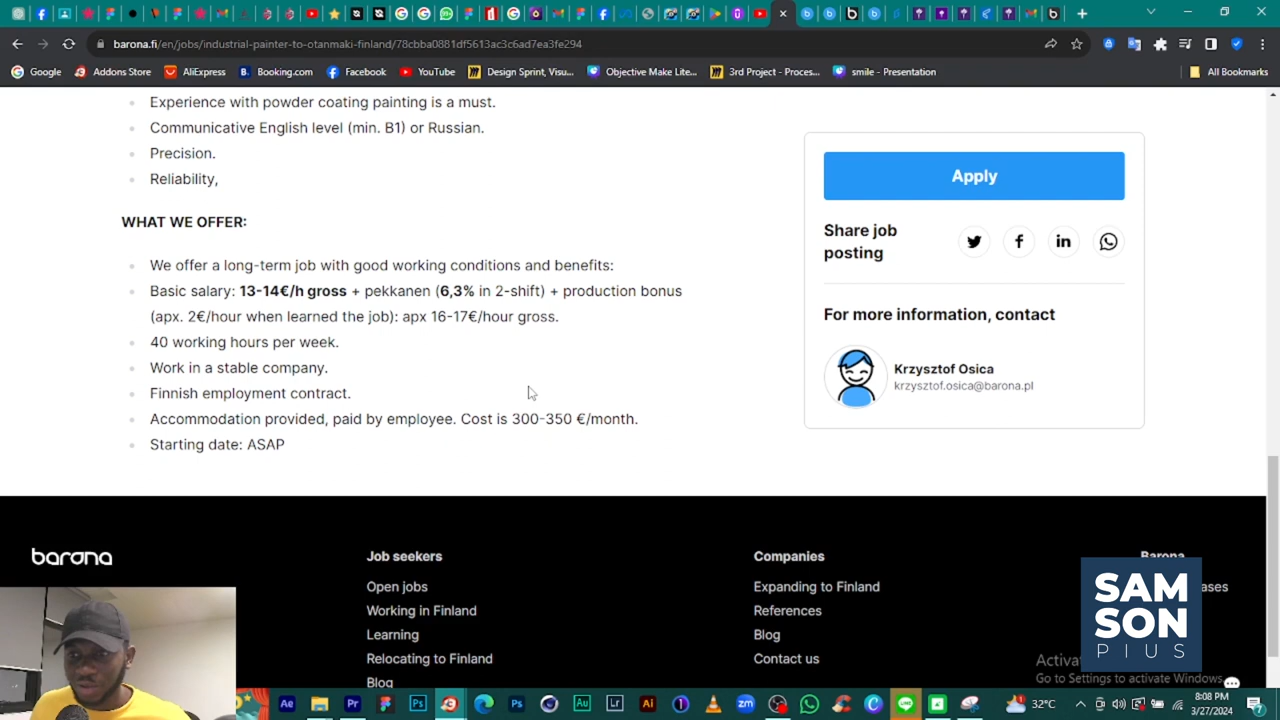 barona.fi/en/jobs/industrial-painter-to-otanmaki-finland/78cbba0881df5613ac3c6ad7ea3fe294
Google
Addons Store
AliExpress
Booking.com
Facebook
YouTube
Design Sprint, Visu...
Objective Make Lite...
3rd Project - Proces...
smile - Presentation
All Bookmarks
Experience with powder coating painting is a must.
Communicative English level (min. B1) or Russian.
Precision.
Reliability,
WHAT WE OFFER:
We offer a long-term job with good working conditions and benefits:
Basic salary: 13-14€/h gross + pekkanen (6,3% in 2-shift) + production bonus
(apx. 2€/hour when learned the job): apx 16-17€/hour gross.
40 working hours per week.
Work in a stable company.
Finnish employment contract.
Accommodation provided, paid by employee. Cost is 300-350 €/month.
Starting date: ASAP
Apply
Share job
posting
For more information, contact
Krzysztof Osica
krzysztof.osica@barona.pl
barona
Job seekers
Open jobs
Working in Finland
Learning
Relocating to Finland
Blog
Companies
Expanding to Finland
References
Blog
Contact us
Barona
SAM
SON
PIUS
Go to Settings to activate Windows.
32°C
8:08 PM
3/27/2024